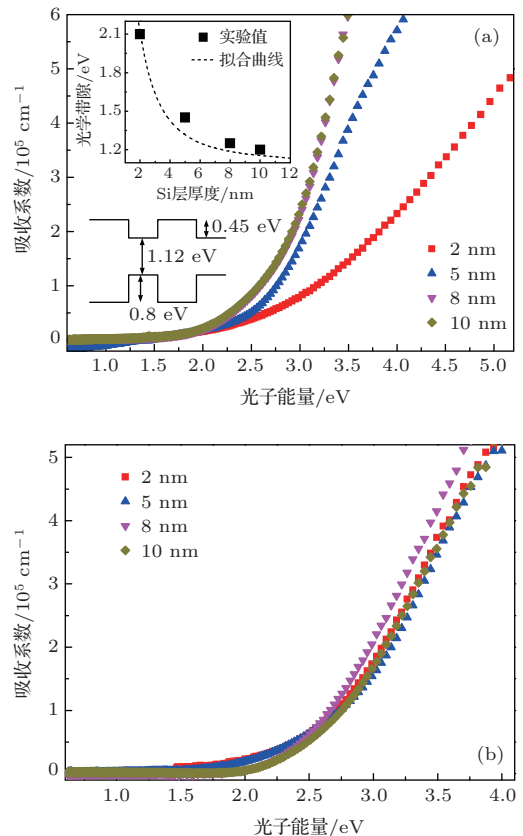 (a)
吸收系数/10⁵ cm⁻¹
6
5
4
3
2
1
0
光学带隙/eV
2.1
1.8
1.5
1.2
实验值
拟合曲线
0 2 4 6 8 10 12
Si层厚度/nm
0.45 eV
1.12 eV
0.8 eV
2 nm
5 nm
8 nm
10 nm
1.0 1.5 2.0 2.5 3.0 3.5 4.0 4.5 5.0
光子能量/eV
吸收系数/10⁵ cm⁻¹
5
4
3
2
1
0
2 nm
5 nm
8 nm
10 nm
(b)
1.0 1.5 2.0 2.5 3.0 3.5 4.0
光子能量/eV